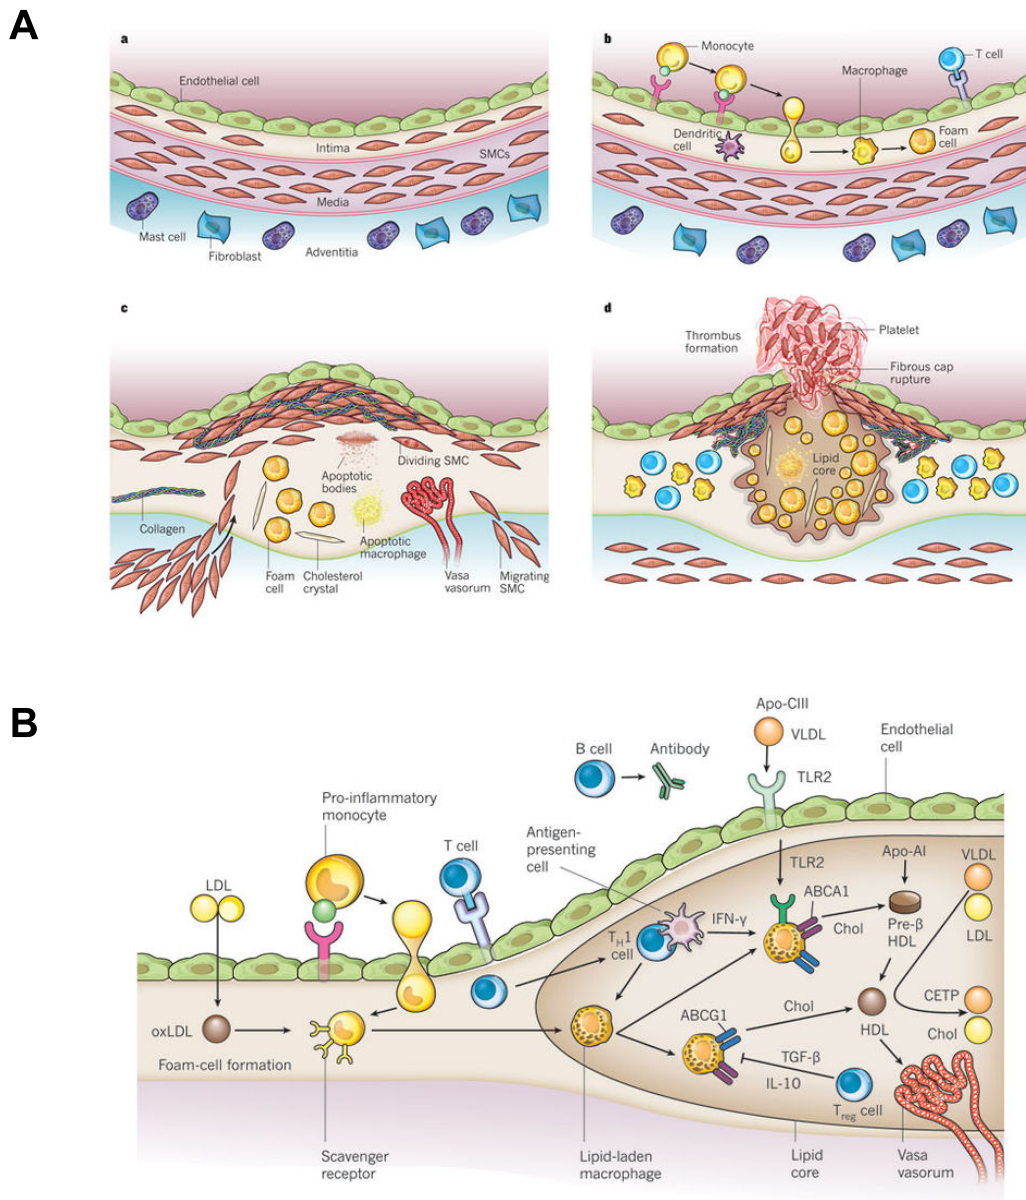 A
a
Endothelial cell
Intima
SMCs
Media
Mast cell
Fibroblast
Adventitia
b
Monocyte
T cell
Macrophage
Dendritic
cell
Foam
cell
c
Dividing SMC
Apoptotic
bodies
Collagen
Apoptotic
macrophage
Foam
cell
Cholesterol
crystal
Vasa
vasorum
Migrating
SMC
d
Thrombus
formation
Platelet
Fibrous cap
rupture
Lipid
core
B
Apo-CIII
VLDL
B cell
Antibody
Endothelial
cell
TLR2
Pro-inflammatory
monocyte
Antigen-
presenting
cell
T cell
LDL
TLR2
Apo-AI
VLDL
ABCA1
IFN-γ
Chol
Pre-β
HDL
LDL
TH1
cell
oxLDL
ABCG1
Chol
HDL
CETP
Chol
Foam-cell formation
TGF-β
IL-10
Treg cell
Scavenger
receptor
Lipid-laden
macrophage
Lipid
core
Vasa
vasorum